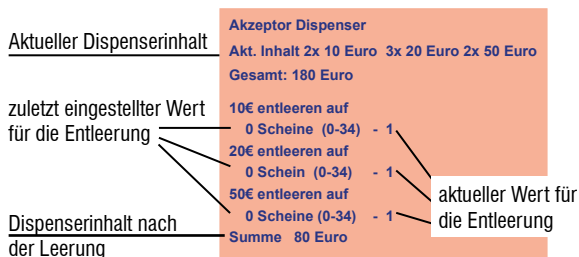 Akzeptor Dispenser
Aktueller Dispenserinhalt
Akt. Inhalt 2x 10 Euro 3x 20 Euro 2x 50 Euro
Gesamt: 180 Euro
zuletzt eingestellter Wert
für die Entleerung
10€ entleeren auf
0 Scheine (0-34) - 1
20€ entleeren auf
0 Schein (0-34) - 1
50€ entleeren auf
0 Scheine (0-34) - 1
aktueller Wert für
die Entleerung
Dispenserinhalt nach
der Leerung
Summe 80 Euro